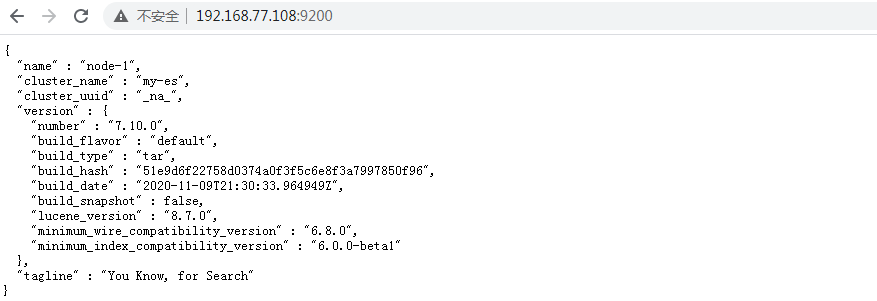 不安全 192.168.77.108:9200
{
  "name" : "node-1",
  "cluster_name" : "my-es",
  "cluster_uuid" : "_na_",
  "version" : {
    "number" : "7.10.0",
    "build_flavor" : "default",
    "build_type" : "tar",
    "build_hash" : "51e9d6f22758d0374a0f3f5c6e8f3a7997850f96",
    "build_date" : "2020-11-09T21:30:33.964949Z",
    "build_snapshot" : false,
    "lucene_version" : "8.7.0",
    "minimum_wire_compatibility_version" : "6.8.0",
    "minimum_index_compatibility_version" : "6.0.0-beta1"
  },
  "tagline" : "You Know, for Search"
}